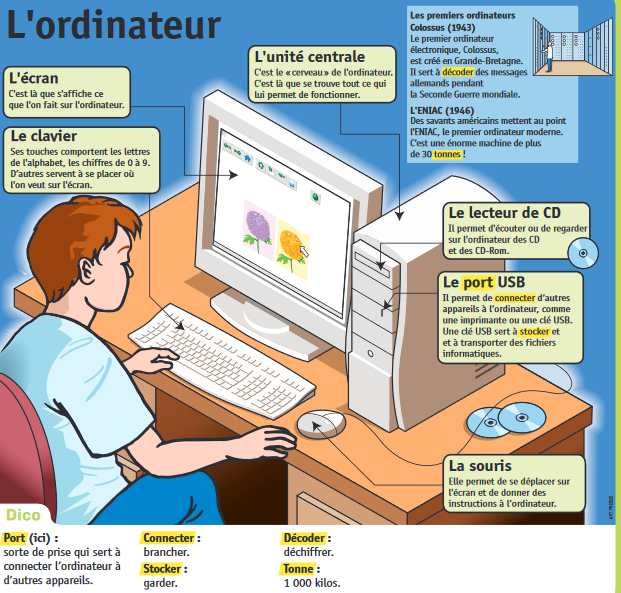 L'ordinateur
Les premiers ordinateurs
Colossus (1943)
Le premier ordinateur
électronique, Colossus,
est créé en Grande-Bretagne.
Il sert à décoder des messages
allemands pendant
la Seconde Guerre mondiale.
L'ENIAC (1946)
Des savants américains mettent au point
l'ENIAC, le premier ordinateur moderne.
C'est une énorme machine de plus
de 30 tonnes !
L'unité centrale
C'est le « cerveau » de l'ordinateur.
C'est là que se trouve tout ce qui
lui permet de fonctionner.
L'écran
C'est là que s'affiche ce
que l'on fait sur l'ordinateur.
Le clavier
Ses touches comportent les lettres
de l'alphabet, les chiffres de 0 à 9.
D'autres servent à se placer où
l'on veut sur l'écran.
Le lecteur de CD
Il permet d'écouter ou de regarder
sur l'ordinateur des CD
et des CD-Rom.
Le port USB
Il permet de connecter d'autres
appareils à l'ordinateur, comme
une imprimante ou une clé USB.
Une clé USB sert à stocker et
et à transporter des fichiers
informatiques.
La souris
Elle permet de se déplacer sur
l'écran et de donner des
instructions à l'ordinateur.
ART PRESSE
Dico
Port (ici) :
sorte de prise qui sert à
connecter l'ordinateur à
d'autres appareils.
Connecter :
brancher.
Stocker :
garder.
Décoder :
déchiffrer.
Tonne :
1 000 kilos.